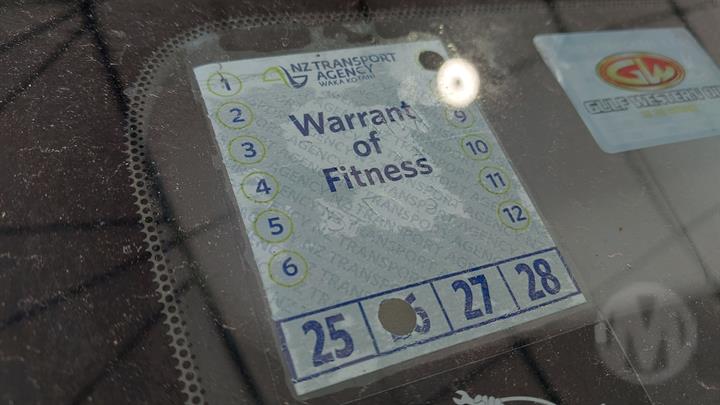 NZ TRANSPORT
AGENCY
WAKA KOTAHI
Warrant
of
Fitness
1
2
3
4
5
6
9
10
11
12
25 27 28
GW
GULF WESTERN
M